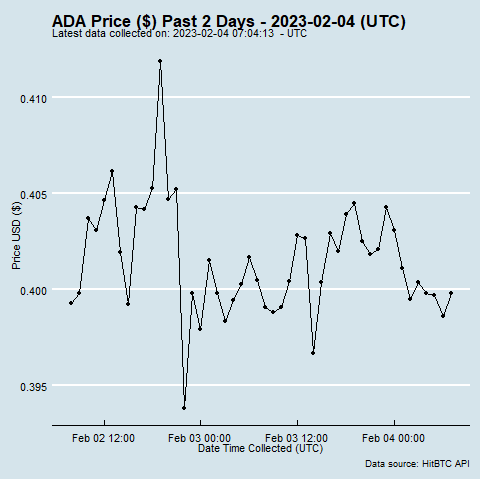 ADA Price ($) Past 2 Days - 2023-02-04 (UTC)
Latest data collected on: 2023-02-04 07:04:13  - UTC
0.410
0.405
0.400
0.395
Price USD ($)
Feb 02 12:00 Feb 03 00:00 Feb 03 12:00 Feb 04 00:00
Date Time Collected (UTC)
Data source: HitBTC API